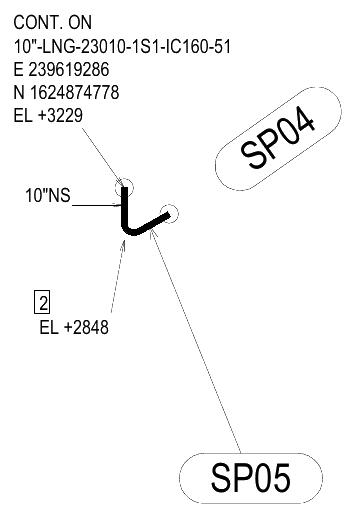 CONT. ON
10"-LNG-23010-1S1-IC160-51
E 239619286
N 1624874778
EL +3229
SP04
10"NS
2
EL +2848
SP05